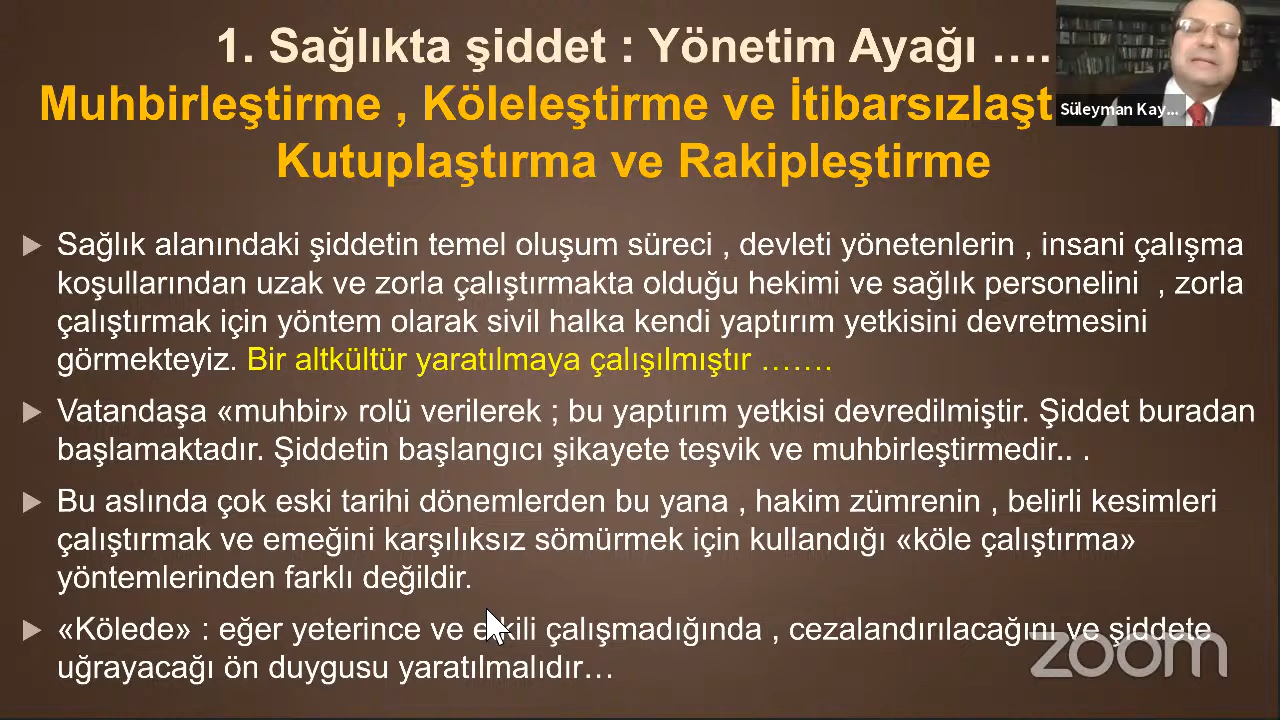 1. Sağlıkta şiddet : Yönetim Ayağı ….
Muhbirleştirme , Köleleştirme ve
Kutuplaştırma ve Rakipleştirme
Süleyman Kay...
Sağlık alanındaki şiddetin temel oluşum süreci , devleti yönetenlerin , insani çalışma
koşullarından uzak ve zorla çalıştırmakta olduğu hekimi ve sağlık personelini , zorla
çalıştırmak için yöntem olarak sivil halka kendi yaptırım yetkisini devretmesini
görmekteyiz. Bir altkültür yaratılmaya çalışılmıştır …….
Vatandaşa «muhbir» rolü verilerek ; bu yaptırım yetkisi devredilmiştir. Şiddet buradan
başlamaktadır. Şiddetin başlangıcı şikayete teşvik ve muhbirleştirmedir.. .
Bu aslında çok eski tarihi dönemlerden bu yana , hakim zümrenin , belirli kesimleri
çalıştırmak ve emeğini karşılıksız sömürmek için kullandığı «köle çalıştırma»
yöntemlerinden farklı değildir.
«Kölede» : eğer yeterince ve etkili çalışmadığında , cezalandırılacağını ve şiddete
uğrayacağı ön duygusu yaratılmalıdır…
zoom